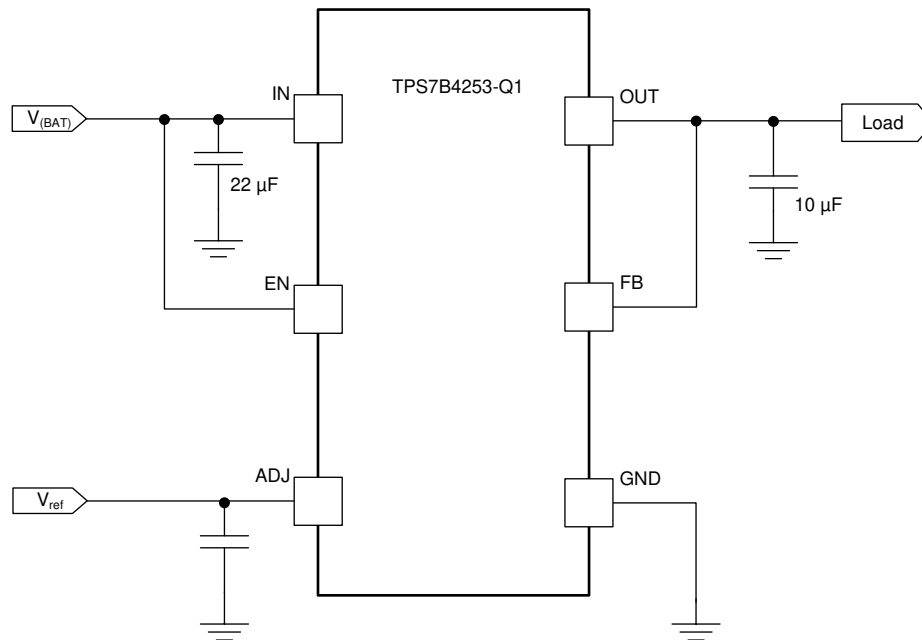 TPS7B4253-Q1
IN
OUT
V(BAT)
Load
22 µF
10 µF
EN
FB
ADJ
GND
Vref